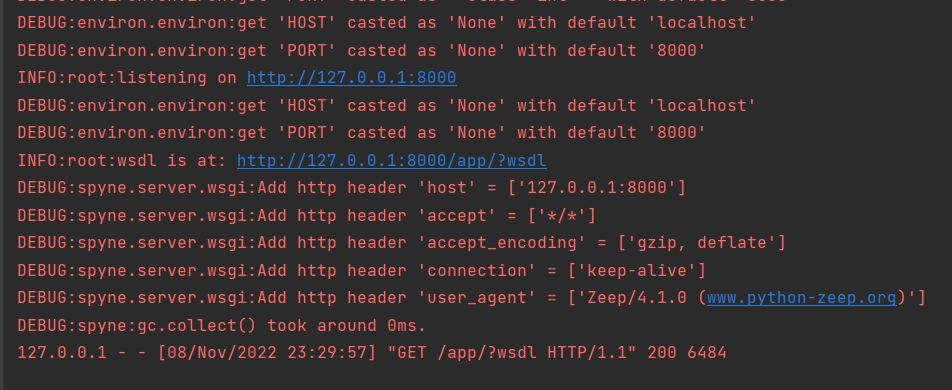 DEBUG:environ.environ:get 'HOST' casted as 'None' with default 'localhost'
DEBUG:environ.environ:get 'PORT' casted as 'None' with default '8000'
INFO:root:listening on http://127.0.0.1:8000
DEBUG:environ.environ:get 'HOST' casted as 'None' with default 'localhost'
DEBUG:environ.environ:get 'PORT' casted as 'None' with default '8000'
INFO:root:wsdl is at: http://127.0.0.1:8000/app/?wsdl
DEBUG:spyne.server.wsgi:Add http header 'host' = ['127.0.0.1:8000']
DEBUG:spyne.server.wsgi:Add http header 'accept' = ['*/*']
DEBUG:spyne.server.wsgi:Add http header 'accept_encoding' = ['gzip, deflate']
DEBUG:spyne.server.wsgi:Add http header 'connection' = ['keep-alive']
DEBUG:spyne.server.wsgi:Add http header 'user_agent' = ['Zeep/4.1.0 (www.python-zeep.org)']
DEBUG:spyne:gc.collect() took around 0ms.
127.0.0.1 - - [08/Nov/2022 23:29:57] "GET /app/?wsdl HTTP/1.1" 200 6484